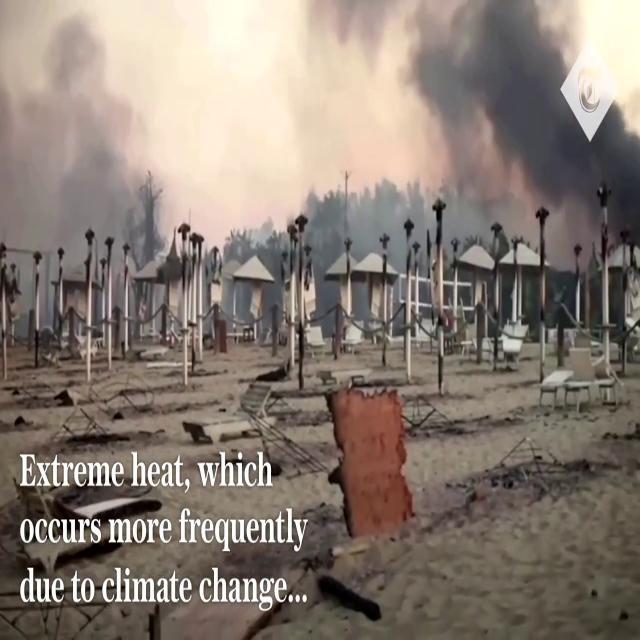 Extreme heat, which
occurs more frequently
due to climate change...